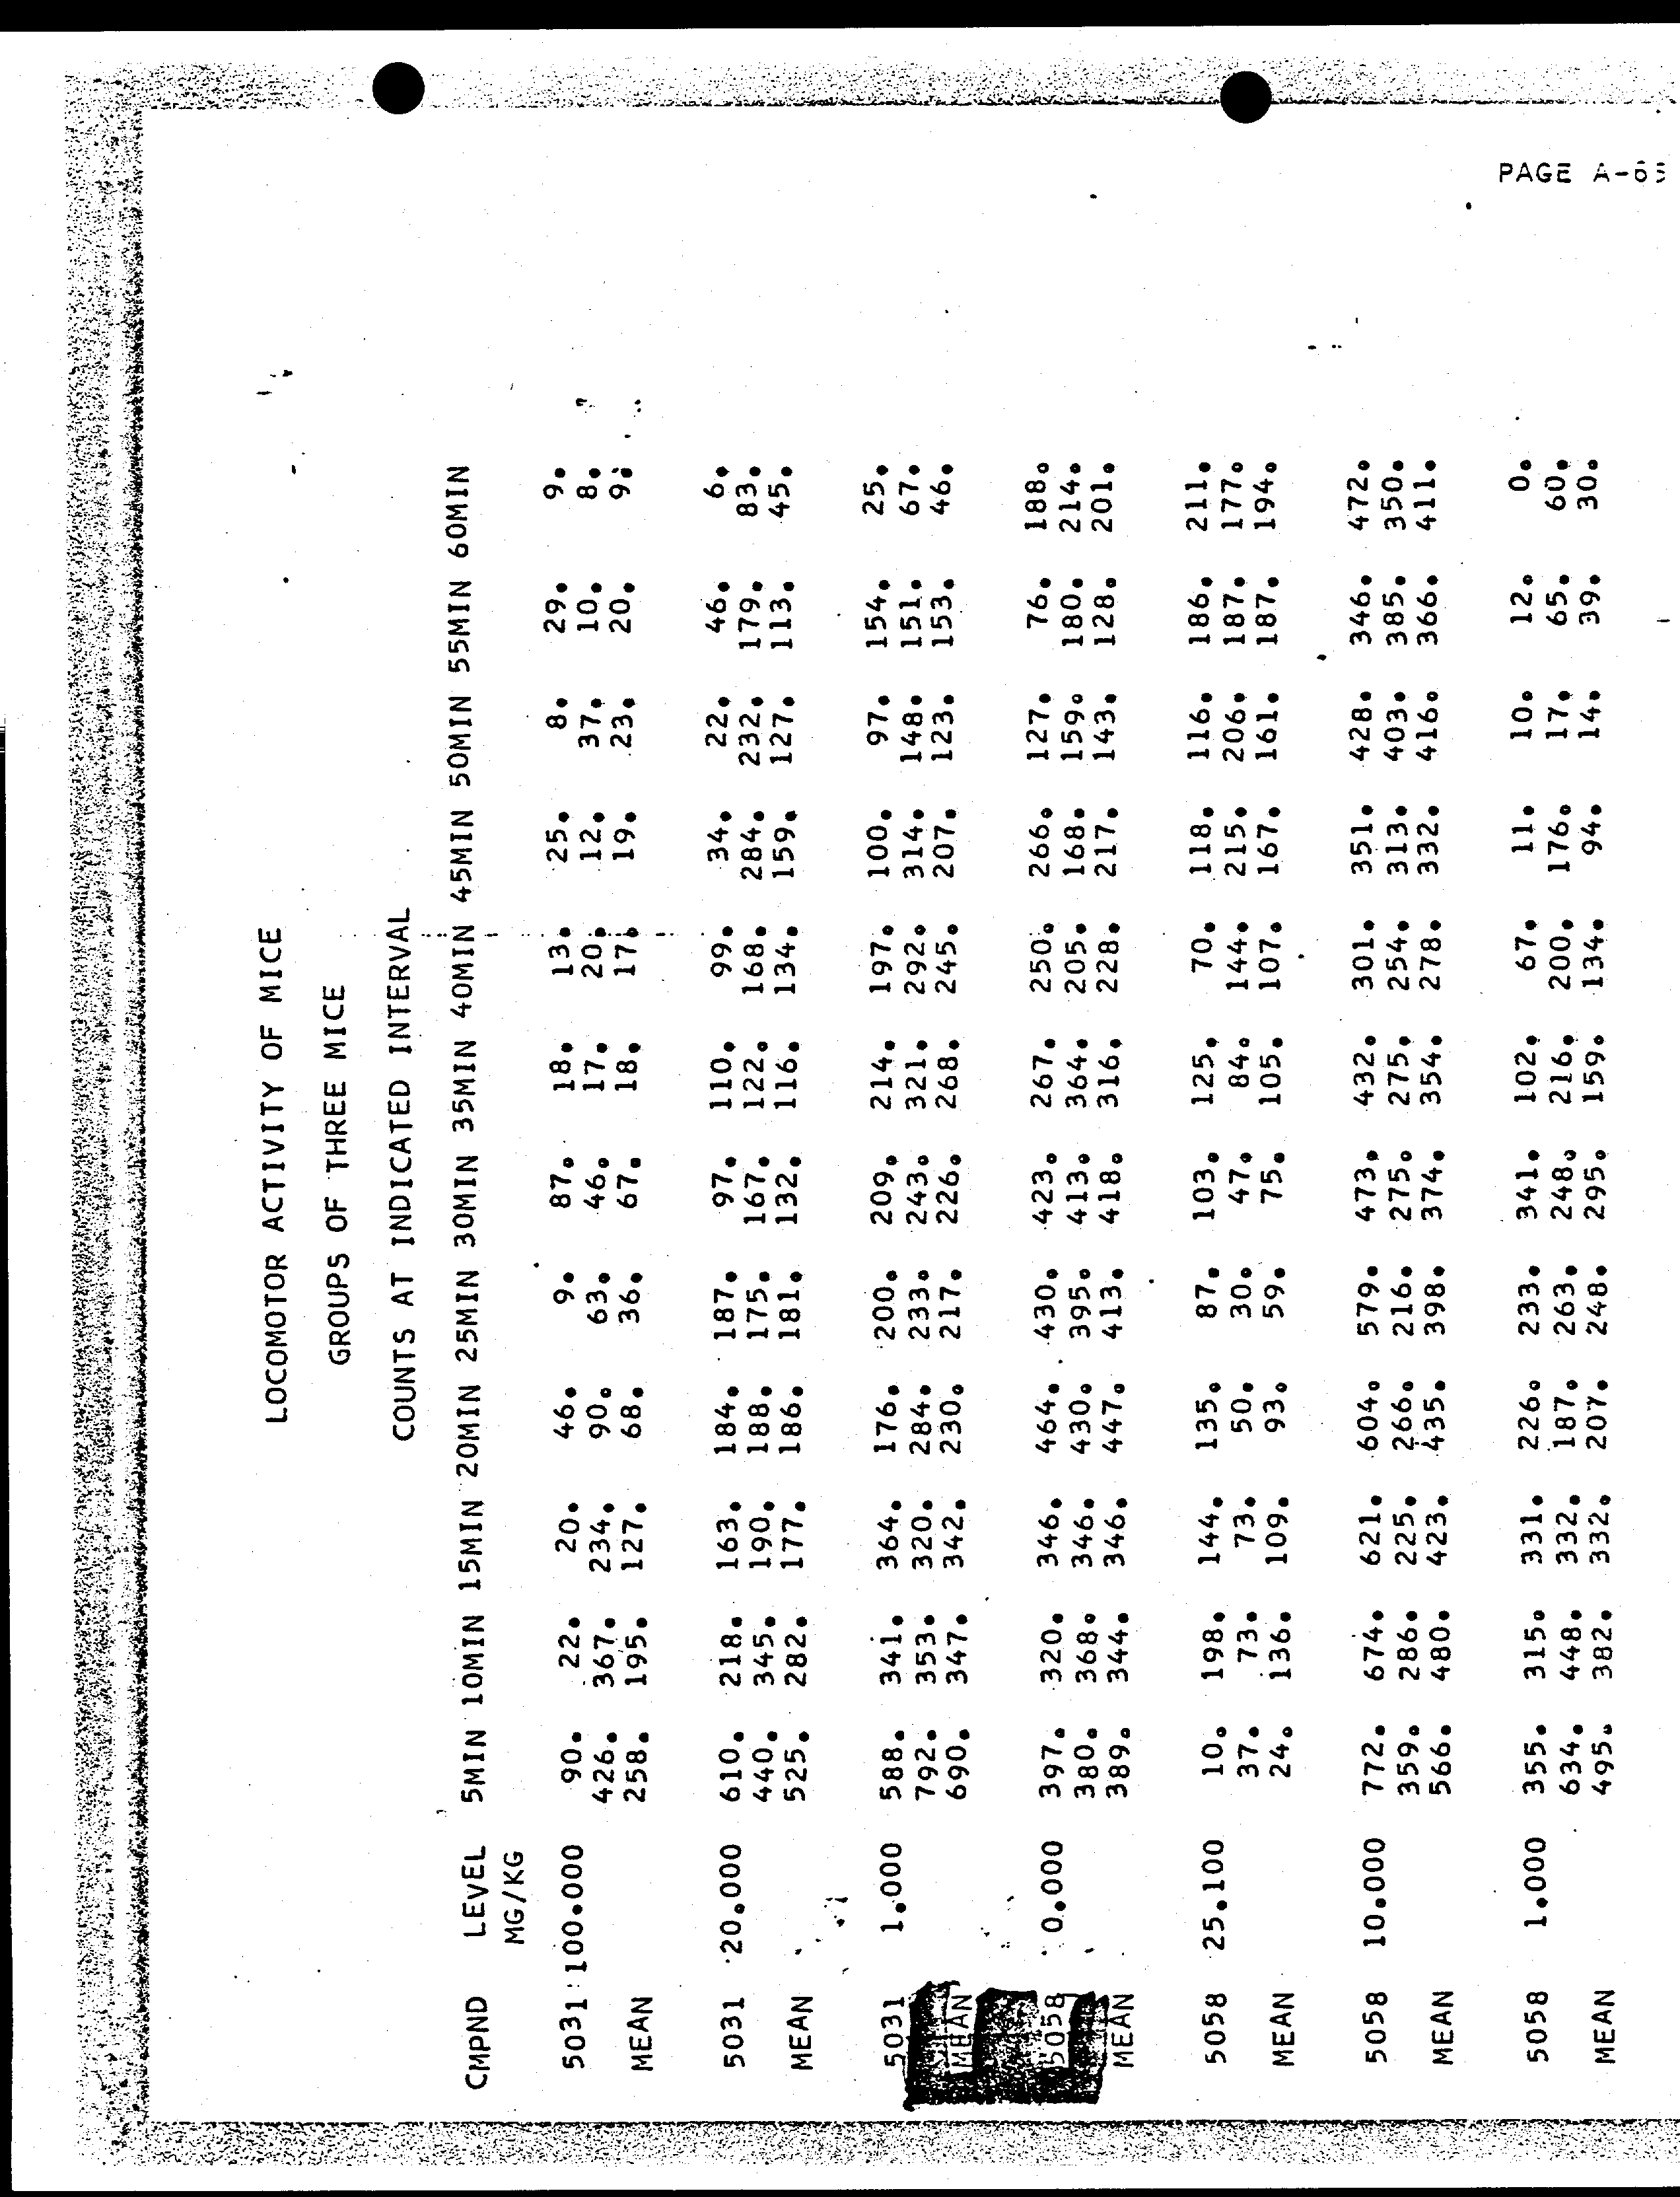 PAGE A-65
LOCOMOTOR ACTIVITY OF MICE
GROUPS OF THREE MICE
COUNTS AT INDICATED INTERVAL
CMPND LEVEL 5MIN 10MIN 15MIN 20MIN 25MIN 30MIN 35MIN 40MIN 45MIN 50MIN 55MIN 60MIN
MG/KG
5031 100.000 90. 22. 20. 46. 9. 87. 18. 13. 25. 8. 29. 9.
426. 367. 234. 90. 63. 46. 17. 20. 12. 37. 10. 8.
MEAN 258. 195. 127. 68. 36. 67. 18. 17. 19. 23. 20. 9.
5031 20.000 610. 218. 163. 184. 187. 97. 110. 99. 34. 22. 46. 6.
440. 345. 190. 188. 175. 167. 122. 168. 284. 232. 179. 83.
MEAN 525. 282. 177. 186. 181. 132. 116. 134. 159. 127. 113. 45.
5031 1.000 588. 341. 364. 176. 200. 209. 214. 197. 100. 97. 154. 25.
792. 353. 320. 284. 233. 243. 321. 292. 314. 148. 151. 67.
MEAN 690. 347. 342. 230. 217. 226. 268. 245. 207. 123. 153. 46.
5058 0.000 397. 320. 346. 464. 430. 423. 267. 250. 266. 127. 76. 188.
380. 368. 346. 430. 395. 413. 364. 205. 168. 159. 180. 214.
MEAN 389. 344. 346. 447. 413. 418. 316. 228. 217. 143. 128. 201.
5058 25.100 10. 198. 144. 135. 87. 103. 125. 70. 118. 116. 186. 211.
37. 73. 73. 50. 30. 47. 84. 144. 215. 206. 187. 177.
MEAN 24. 136. 109. 93. 59. 75. 105. 107. 167. 161. 187. 194.
5058 10.000 772. 674. 621. 604. 579. 473. 432. 301. 351. 428. 346. 472.
359. 286. 225. 266. 216. 275. 275. 254. 313. 403. 385. 350.
MEAN 566. 480. 423. 435. 398. 374. 354. 278. 332. 416. 366. 411.
5058 1.000 355. 315. 331. 226. 233. 341. 102. 67. 11. 10. 12. 0.
634. 448. 332. 187. 263. 248. 216. 200. 176. 17. 65. 60.
MEAN 495. 382. 332. 207. 248. 295. 159. 134. 94. 14. 39. 30.